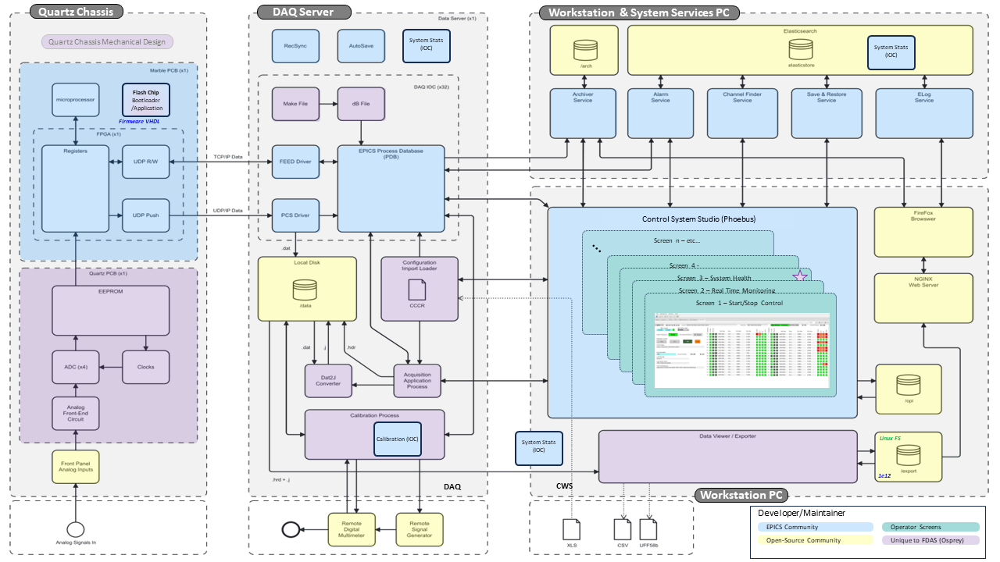 Quartz Chassis
DAQ Server
Workstation & System Services PC
Quartz Chassis Mechanical Design
Marble PCB (x1)
microprocessor
Flash Chip
Bootloader
/Application
Firmware VHDL
FPGA (x1)
Registers
UDP R/W
UDP Push
Quartz PCB (x1)
EEPROM
ADC (x4)
Clocks
Analog
Front-End
Circuit
Front Panel
Analog Inputs
Analog Signals In
TCP/IP Data
UDP/IP Data
Data Server (x1)
RecSync
AutoSave
System Stats
(IOC)
DAQ IOC (x32)
Make File
dB File
FEED Driver
EPICS Process Database
(PDB)
PCS Driver
.dat
Local Disk
/data
Configuration
Import Loader
CCCR
.dat
.j
.hdr
Dat2J
Converter
Acquisition
Application
Process
Calibration Process
Calibration (IOC)
.hrd + .j
DAQ
Remote
Digital
Multimeter
Remote
Signal
Generator
/arch
Elasticsearch
elasticstore
System Stats
(IOC)
Archiver
Service
Alarm
Service
Channel Finder
Service
Save & Restore
Service
ELog
Service
Control System Studio (Phoebus)
Screen n – etc...
Screen 4 -
Screen 3 – System Health
Screen 2 – Real Time Monitoring
Screen 1 – Start/Stop Control
FireFox
Browswer
NGINX
Web Server
/opi
System Stats
(IOC)
Data Viewer / Exporter
Linux FS
/export
1e12
CWS
Workstation PC
XLS
CSV
UFF58b
Developer/Maintainer
EPICS Community
Operator Screens
Open-Source Community
Unique to FDAS (Osprey)